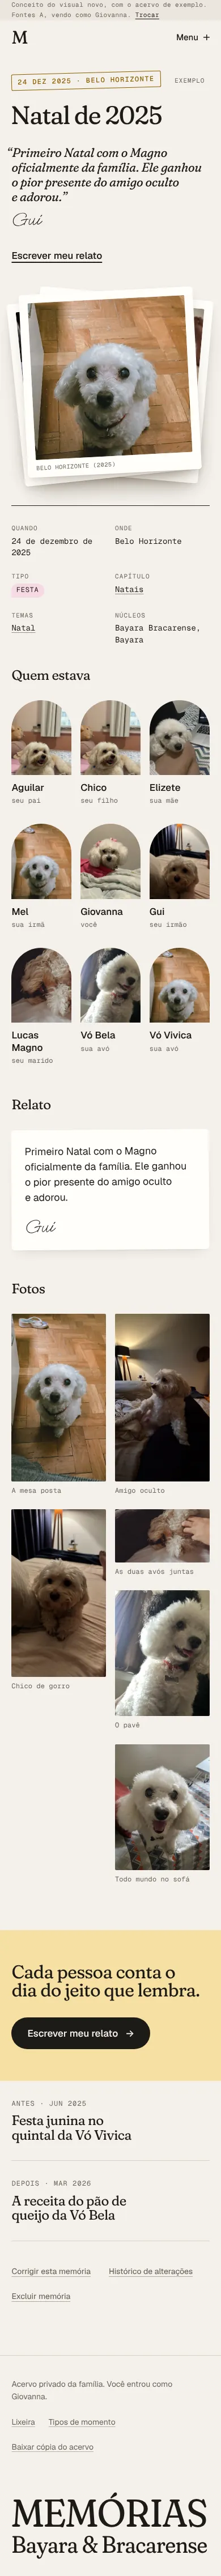 Conceito do visual novo, com o acervo de exemplo.
Fontes A, vendo como Giovanna. Trocar
M
Menu +
24 DEZ 2025 · BELO HORIZONTE
EXEMPLO
Natal de 2025
“Primeiro Natal com o Magno
oficialmente da família. Ele ganhou
o pior presente do amigo oculto
e adorou.”
Gui
Escrever meu relato
BELO HORIZONTE (2025)
QUANDO
24 de dezembro de
2025
ONDE
Belo Horizonte
TIPO
FESTA
CAPÍTULO
Natais
TEMAS
Natal
NÚCLEOS
Bayara Bracarense,
Bayara
Quem estava
Aguilar
seu pai
Chico
seu filho
Elizete
sua mãe
Mel
sua irmã
Giovanna
você
Gui
seu irmão
Lucas
Magno
seu marido
Vó Bela
sua avó
Vó Vivica
sua avó
Relato
Primeiro Natal com o Magno
oficialmente da família. Ele ganhou
o pior presente do amigo oculto
e adorou.
Gui
Fotos
A mesa posta
Amigo oculto
Chico de gorro
As duas avós juntas
O pavê
Todo mundo no sofá
Cada pessoa conta o
dia do jeito que lembra.
Escrever meu relato →
ANTES · JUN 2025
Festa junina no
quintal da Vó Vivica
DEPOIS · MAR 2026
A receita do pão de
queijo da Vó Bela
Corrigir esta memória
Histórico de alterações
Excluir memória
Acervo privado da família. Você entrou como
Giovanna.
Lixeira
Tipos de momento
Baixar cópia do acervo
MEMÓRIAS
Bayara & Bracarense